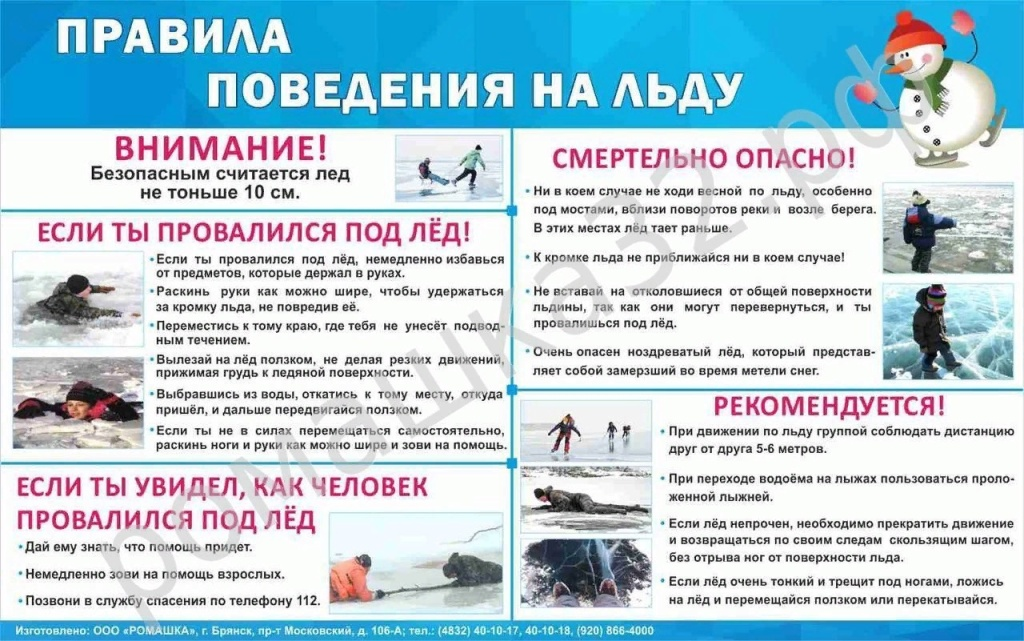 ПРАВИЛА
ПОВЕДЕНИЯ НА ЛЬДУ
ВНИМАНИЕ!
Безопасным считается лед
не тоньше 10 см.
ЕСЛИ ТЫ ПРОВАЛИЛСЯ ПОД ЛЁД!
• Если ты провалился под лёд, немедленно избавься
от предметов, которые держал в руках.
• Раскинь руки как можно шире, чтобы удержаться
за кромку льда, не повредив её.
• Переместись к тому краю, где тебя не унесёт подвод-
ным течением.
• Вылезай на лёд ползком, не делая резких движений,
прижимая грудь к ледяной поверхности.
• Выбравшись из воды, откатись к тому месту, откуда
пришёл, и дальше передвигайся ползком.
• Если ты не в силах перемещаться самостоятельно,
раскинь ноги и руки как можно шире и зови на помощь.
ЕСЛИ ТЫ УВИДЕЛ, КАК ЧЕЛОВЕК
ПРОВАЛИЛСЯ ПОД ЛЁД
• Дай ему знать, что помощь придет.
• Немедленно зови на помощь взрослых.
• Позвони в службу спасения по телефону 112.
СМЕРТЕЛЬНО ОПАСНО!
• Ни в коем случае не ходи весной по льду, особенно
под мостами, вблизи поворотов реки и возле берега.
В этих местах лёд тает раньше.
• К кромке льда не приближайся ни в коем случае!
• Не вставай на отколовшиеся от общей поверхности
льдины, так как они могут перевернуться, и ты
провалишься под лёд.
• Очень опасен ноздреватый лёд, который представ-
ляет собой замерзший во время метели снег.
РЕКОМЕНДУЕТСЯ!
• При движении по льду группой соблюдать дистанцию
друг от друга 5-6 метров.
• При переходе водоёма на лыжах пользоваться проло-
женной лыжней.
• Если лёд непрочен, необходимо прекратить движение
и возвращаться по своим следам скользящим шагом,
без отрыва ног от поверхности льда.
• Если лёд очень тонкий и трещит под ногами, ложись
на лёд и перемещайся ползком или перекатывайся.
Изготовлено: ООО «РОМАШКА», г. Брянск, пр-т Московский, д. 106-А; тел.: (4832) 40-10-17, 40-10-18, (920) 866-4000
ромашка32.рф